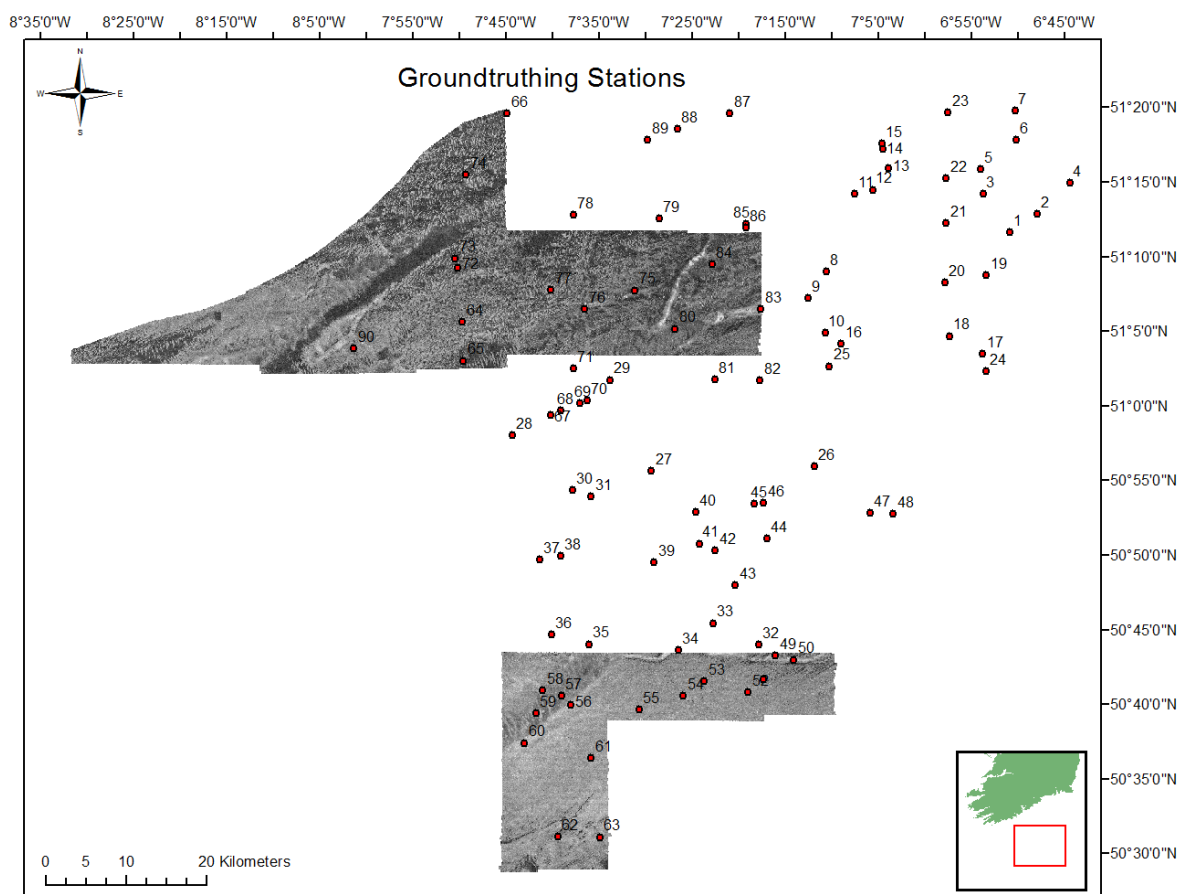 8°35'0"W 8°25'0"W 8°15'0"W 8°5'0"W 7°55'0"W 7°45'0"W 7°35'0"W 7°25'0"W 7°15'0"W 7°5'0"W 6°55'0"W 6°45'0"W
N
W E
S
Groundtruthing Stations
66 87 23 7 51°20'0"N
89 88 15 6
14
74 13 22 5 51°15'0"N
11 12 3 4
78 79 85 86 21 1 2
73 72 84 8 20 19 51°10'0"N
77 75 9
64 76 80 83 10 16 18 51°5'0"N
90 65 71 25 17
29 81 82 24
28 67 68 69 70 51°0'0"N
27 26
30 31 50°55'0"N
40 45 46 47 48
37 38 39 41 42 44 50°50'0"N
43
36 35 34 33 32 50°45'0"N
49 50
58 57 53
59 56 55 54 52 50°40'0"N
60 61
50°35'0"N
62 63
50°30'0"N
0 5 10 20 Kilometers